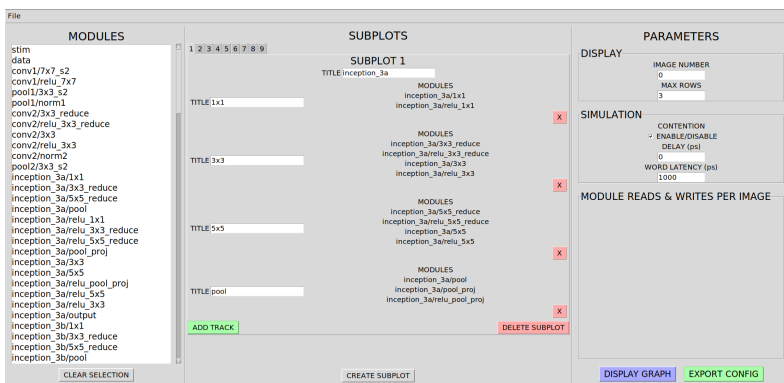 File
MODULES
stim
data
conv1/7x7_s2
conv1/relu_7x7
pool1/3x3_s2
pool1/norm1
conv2/3x3_reduce
conv2/relu_3x3_reduce
conv2/3x3
conv2/relu_3x3
conv2/norm2
pool2/3x3_s2
inception_3a/1x1
inception_3a/3x3_reduce
inception_3a/5x5_reduce
inception_3a/pool
inception_3a/relu_1x1
inception_3a/relu_3x3_reduce
inception_3a/relu_5x5_reduce
inception_3a/pool_proj
inception_3a/3x3
inception_3a/5x5
inception_3a/relu_pool_proj
inception_3a/relu_5x5
inception_3a/relu_3x3
inception_3a/output
inception_3b/1x1
inception_3b/3x3_reduce
inception_3b/5x5_reduce
inception_3b/pool
CLEAR SELECTION
SUBPLOTS
1 2 3 4 5 6 7 8 9
SUBPLOT 1
TITLE inception_3a
MODULES
inception_3a/1x1
TITLE 1x1
inception_3a/relu_1x1
X
MODULES
inception_3a/3x3_reduce
inception_3a/relu_3x3_reduce
TITLE 3x3
inception_3a/3x3
inception_3a/relu_3x3
X
MODULES
inception_3a/5x5_reduce
inception_3a/relu_5x5_reduce
TITLE 5x5
inception_3a/5x5
inception_3a/relu_5x5
X
MODULES
inception_3a/pool
TITLE pool
inception_3a/pool_proj
inception_3a/relu_pool_proj
X
ADD TRACK
DELETE SUBPLOT
CREATE SUBPLOT
PARAMETERS
DISPLAY
IMAGE NUMBER
0
MAX ROWS
3
SIMULATION
CONTENTION
ENABLE/DISABLE
DELAY (ps)
0
WORD LATENCY (ps)
1000
MODULE READS & WRITES PER IMAGE
DISPLAY GRAPH
EXPORT CONFIG